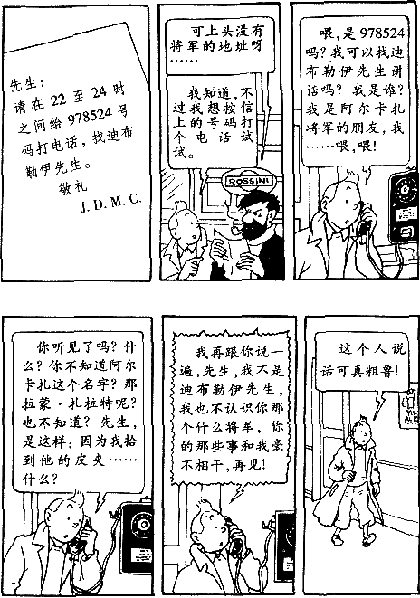 先生：
请在 22 至 24 时
之间给 978524 号
码打电话，找迪布
勒伊先生。
敬礼
J.D.M.C.
可上头没有
将军的地址呀
……
我知道，不
过我想按信
上的号码打
个电话试
试。
ROSSINI
喂，是 978524
吗？我可以找迪
布勒伊先生讲
话吗？我是谁？
我是阿尔卡扎
将军的朋友，我
……喂，喂！
你听见了吗？什
么？你不知道阿尔
卡扎这个名字？那
拉蒙·扎拉特呢？
也不知道？先生，
是这样；因为我拾
到他的皮夹……
什么？
我再跟你说一
遍，先生，我不是
迪布勒伊先生，
我也不认识你那
个什么将军。你
的那些事和我毫
不相干，再见！
这个人说
话可真粗鲁！